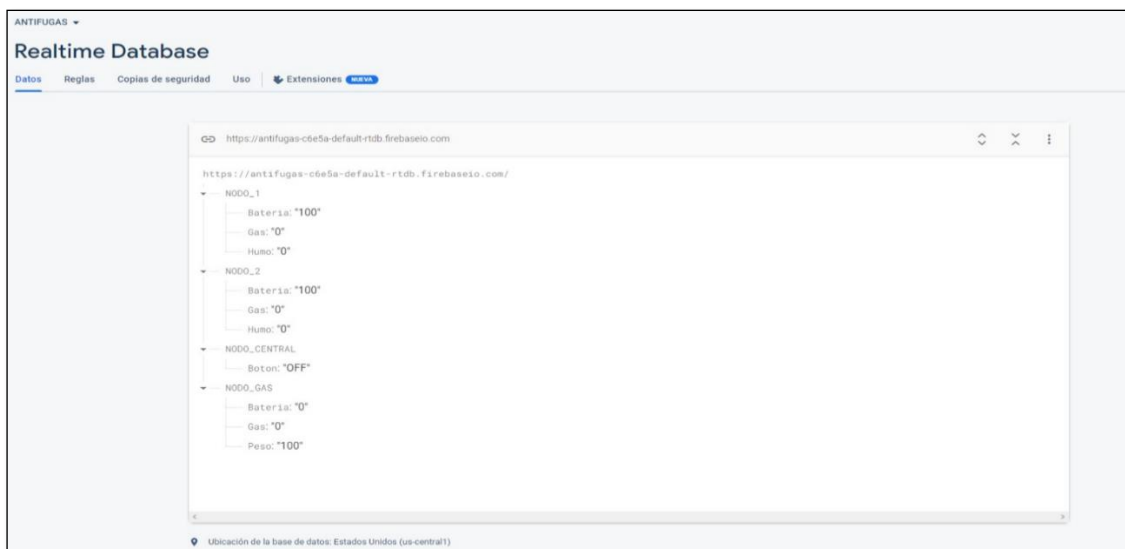 ANTIFUGAS
Realtime Database
Datos Reglas Copias de seguridad Uso Extensiones NUEVA
https://antifugas-c6e5a-default-rtdb.firebaseio.com
https://antifugas-c6e5a-default-rtdb.firebaseio.com/
NODO_1
Bateria: "100"
Gas: "0"
Humo: "0"
NODO_2
Bateria: "100"
Gas: "0"
Humo: "0"
NODO_CENTRAL
Boton: "OFF"
NODO_GAS
Bateria: "0"
Gas: "0"
Peso: "100"
Ubicación de la base de datos: Estados Unidos (us-central1)